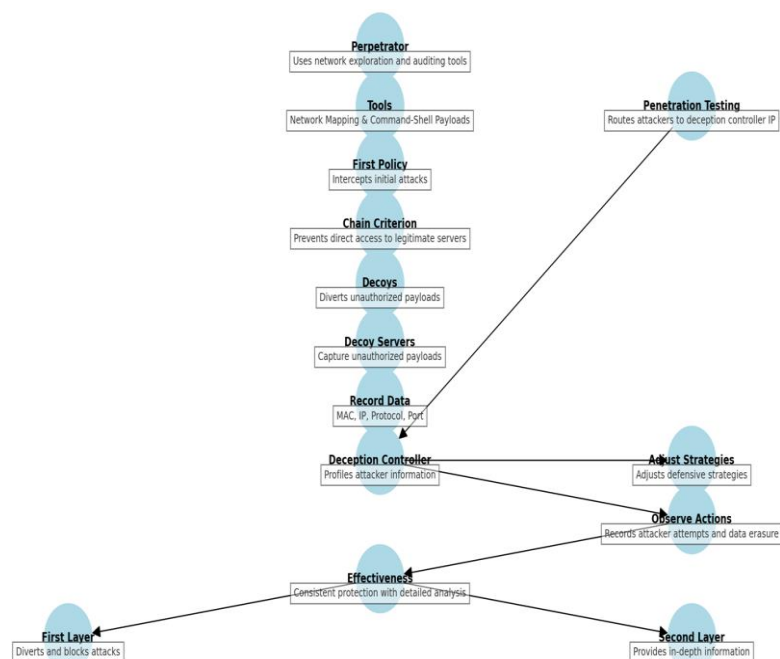 Perpetrator
Uses network exploration and auditing tools
Tools
Network Mapping & Command-Shell Payloads
Penetration Testing
Routes attackers to deception controller IP
First Policy
Intercepts initial attacks
Chain Criterion
Prevents direct access to legitimate servers
Decoys
Diverts unauthorized payloads
Decoy Servers
Capture unauthorized payloads
Record Data
MAC, IP, Protocol, Port
Deception Controller
Profiles attacker information
Adjust Strategies
Adjusts defensive strategies
Observe Actions
Records attacker attempts and data erasure
Effectiveness
Consistent protection with detailed analysis
First Layer
Diverts and blocks attacks
Second Layer
Provides in-depth information